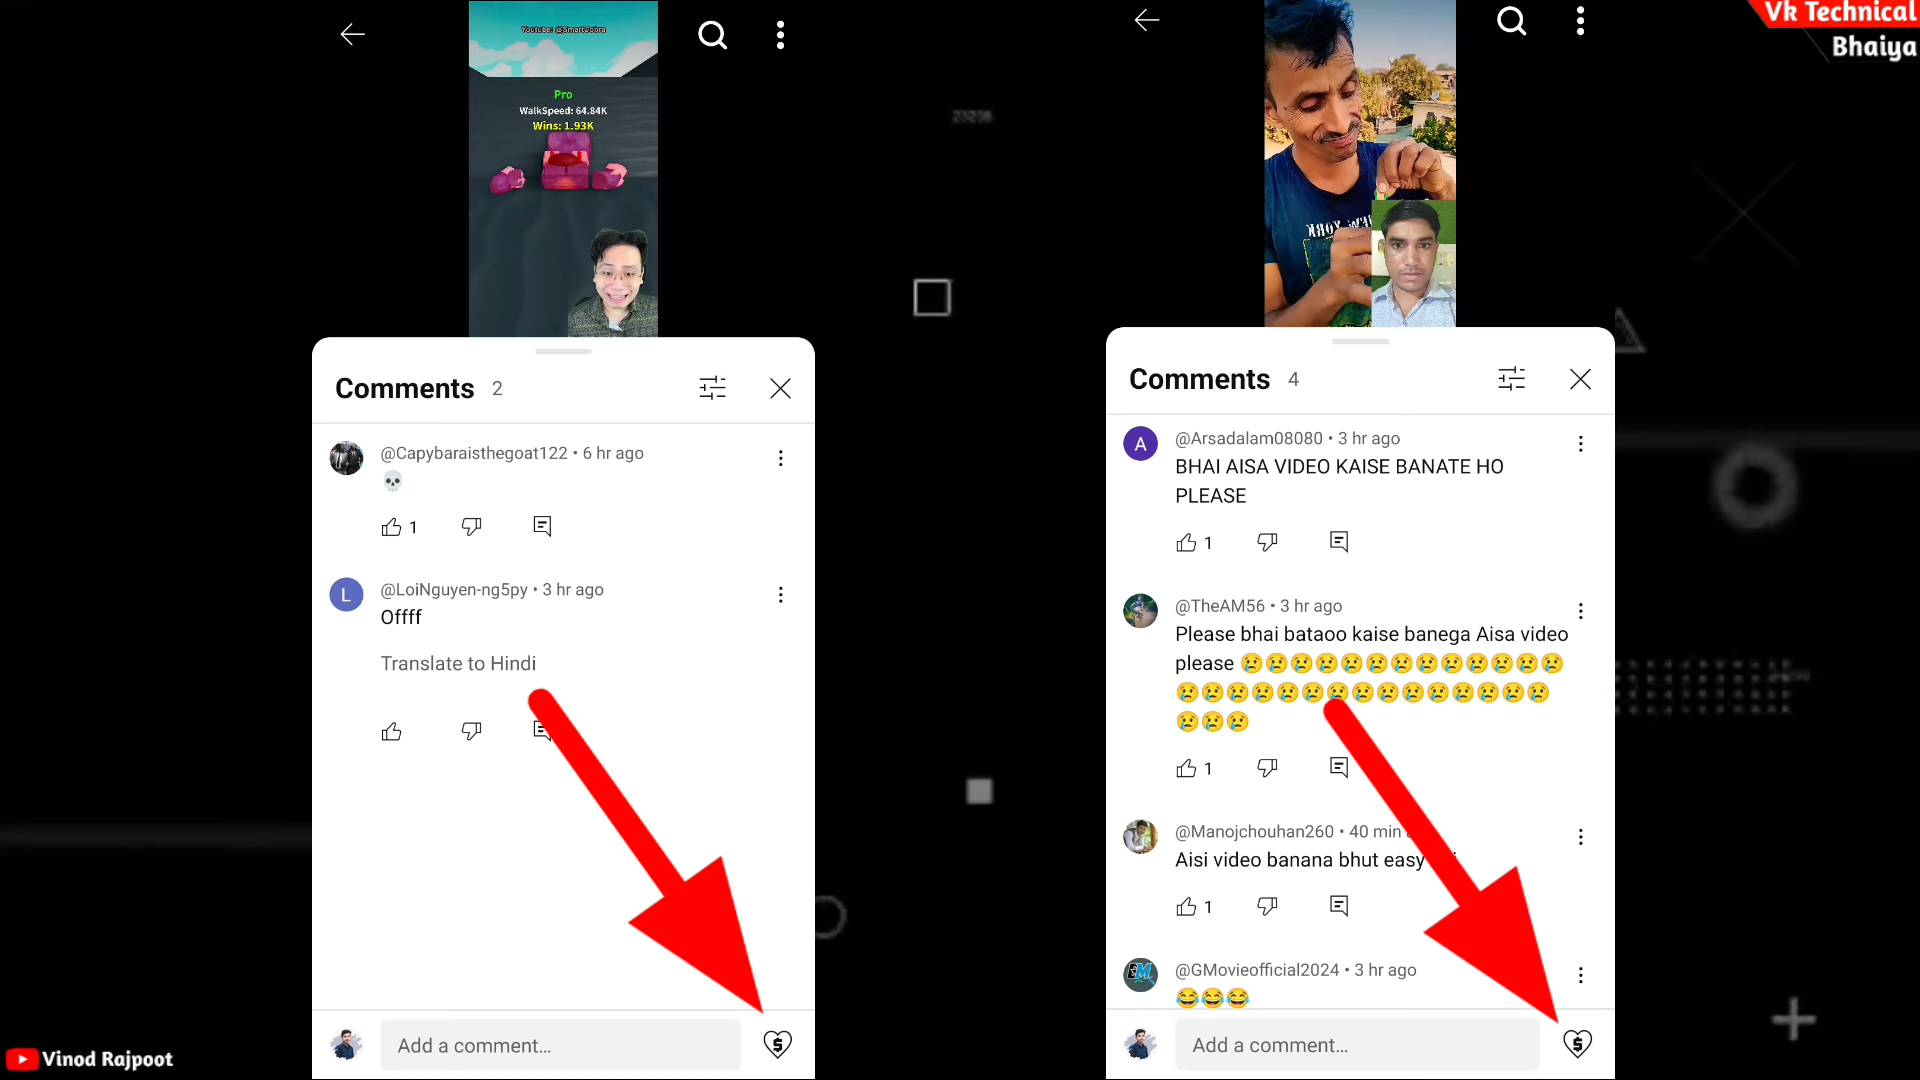 Youtube: @SmartCobra
Pro
WalkSpeed: 64.84K
Wins: 1.93K
Comments 2
@Capybaraisthegoat122 • 6 hr ago
💀
1
L
@LoiNguyen-ng5py • 3 hr ago
Offff
Translate to Hindi
Add a comment...
$
Vk Technical
Bhaiya
Comments 4
A
@Arsadalam08080 • 3 hr ago
BHAI AISA VIDEO KAISE BANATE HO
PLEASE
1
@TheAM56 • 3 hr ago
Please bhai bataoo kaise banega Aisa video
please 😢😢😢😢😢😢😢😢😢😢😢😢😢
😢😢😢😢😢😢😢😢😢😢😢😢😢😢😢
😢😢😢
1
@Manojchouhan260 • 40 min
Aisi video banana bhut easy
1
@GMovieofficial2024 • 3 hr ago
😂😂😂
Add a comment...
$
Vinod Rajpoot